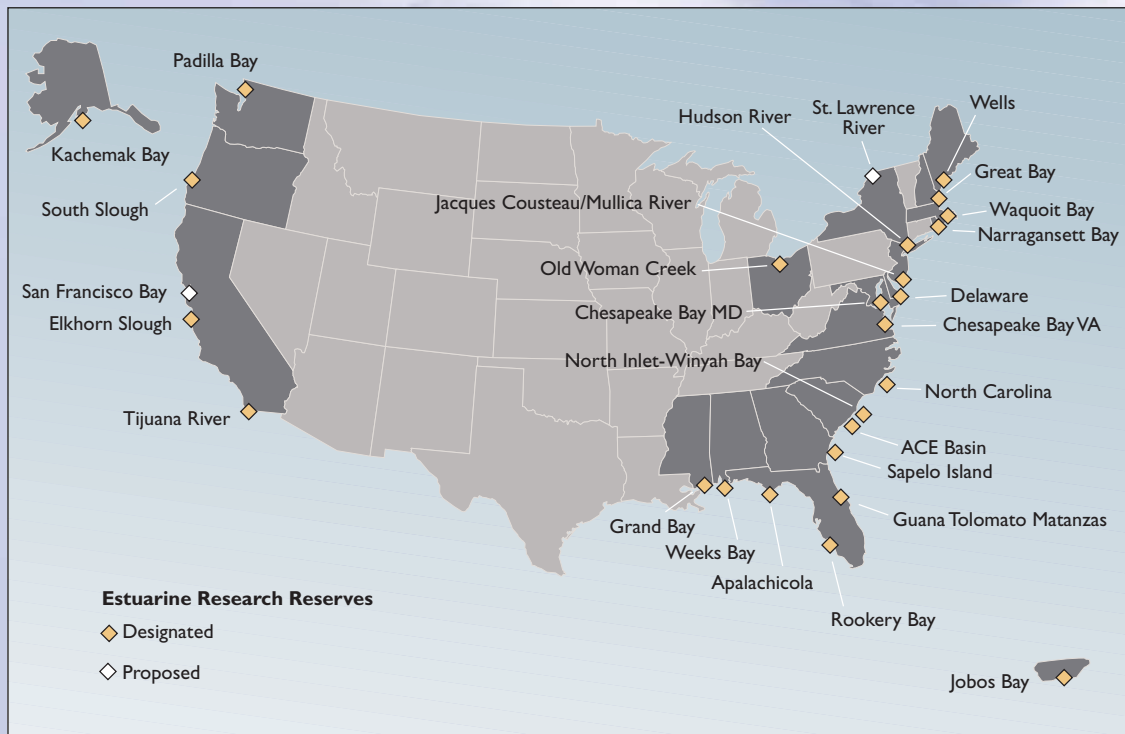 Padilla Bay
Kachemak Bay
South Slough
San Francisco Bay
Elkhorn Slough
Tijuana River
Hudson River
St. Lawrence
River
Wells
Great Bay
Waquoit Bay
Narragansett Bay
Jacques Cousteau/Mullica River
Old Woman Creek
Delaware
Chesapeake Bay MD
Chesapeake Bay VA
North Inlet-Winyah Bay
North Carolina
ACE Basin
Sapelo Island
Guana Tolomato Matanzas
Grand Bay
Weeks Bay
Apalachicola
Rookery Bay
Jobos Bay
Estuarine Research Reserves
Designated
Proposed